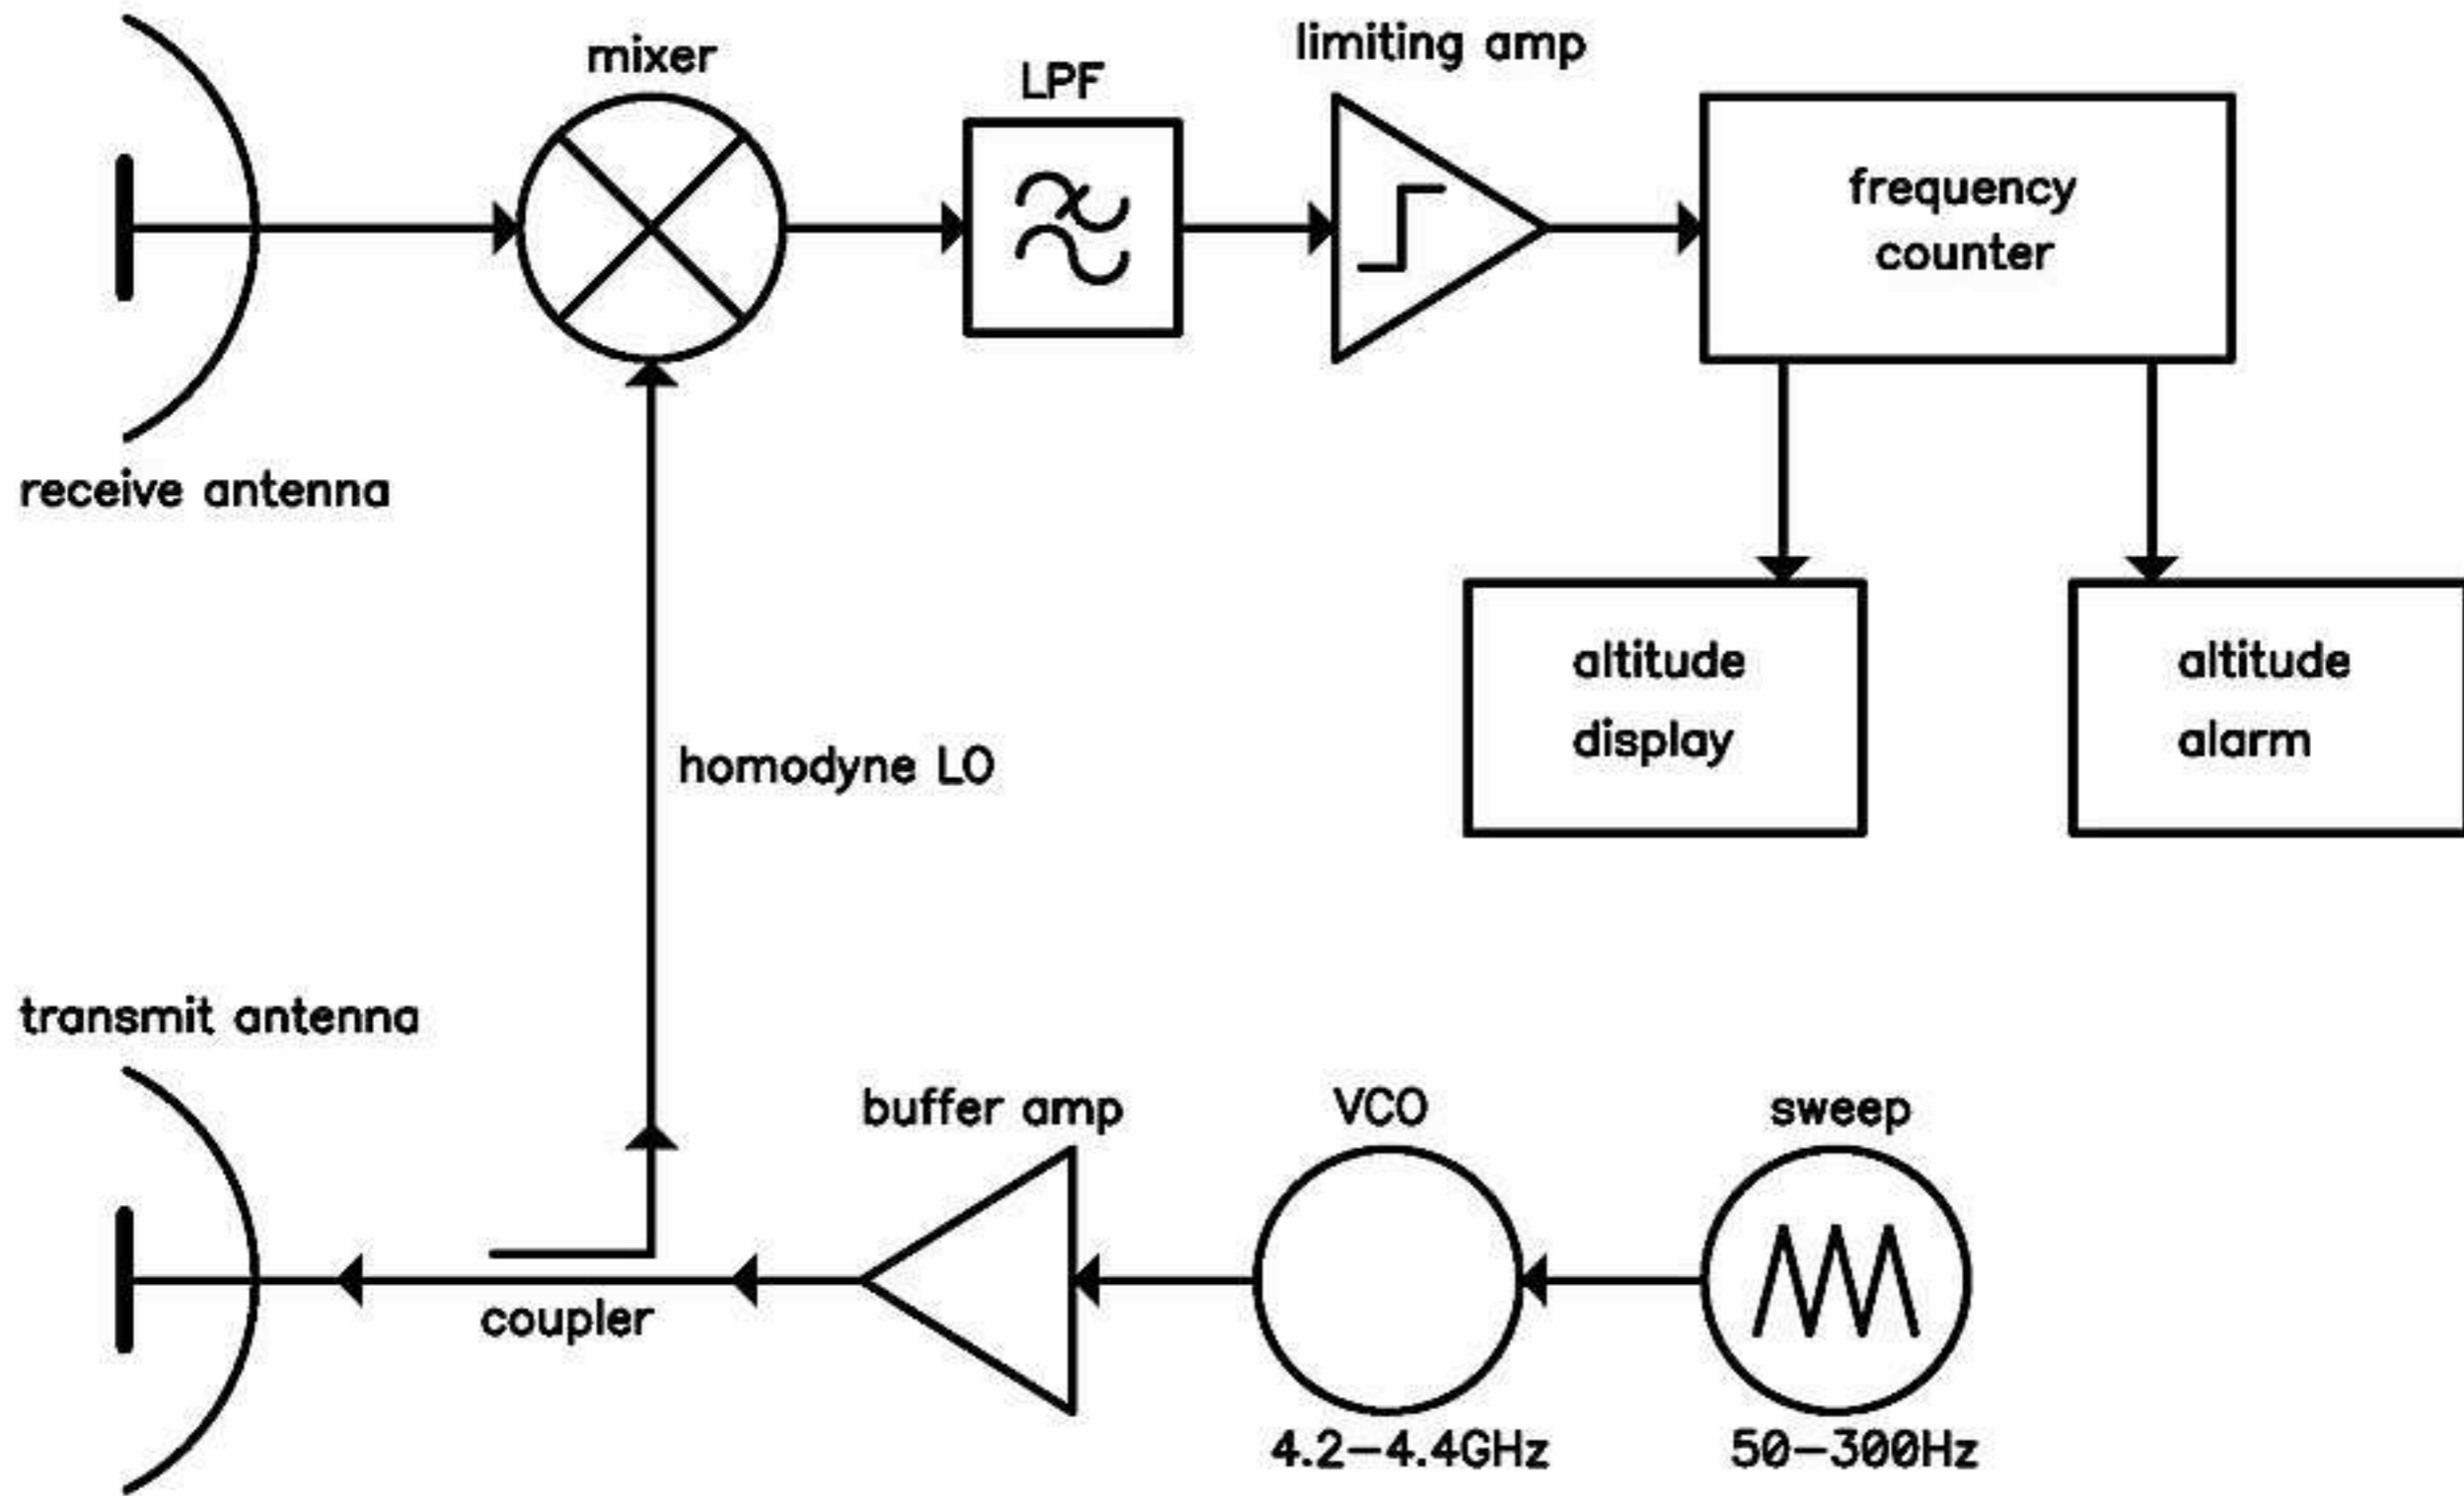 mixer
LPF
limiting amp
frequency
counter
receive antenna
altitude
display
altitude
alarm
homodyne LO
transmit antenna
buffer amp
VCO
sweep
coupler
4.2-4.4GHz
50-300Hz